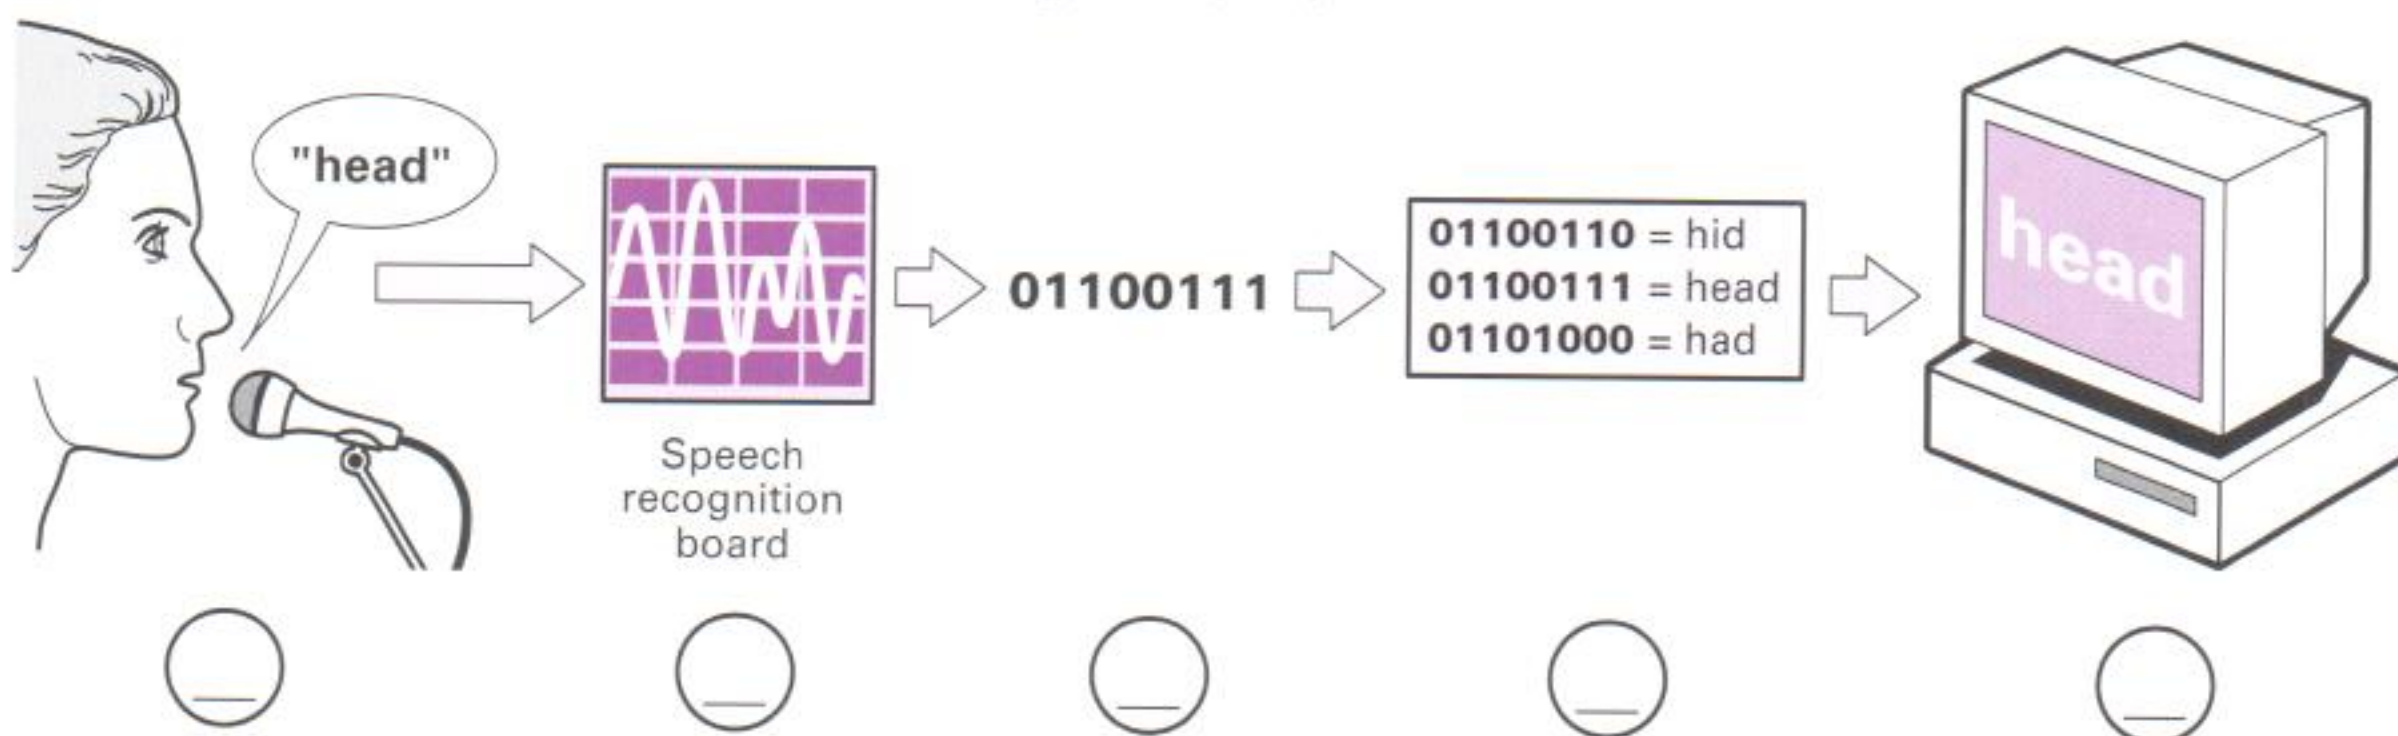 "head"
Speech
recognition
board
01100111
01100110 = hid
01100111 = head
01101000 = had
head